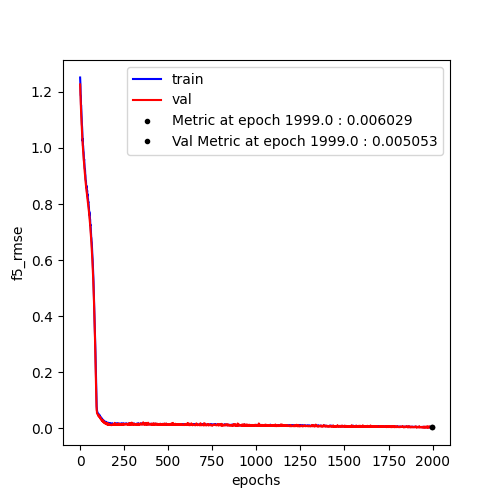 train
val
Metric at epoch 1999.0 : 0.006029
Val Metric at epoch 1999.0 : 0.005053
1.2
1.0
0.8
0.6
0.4
0.2
0.0
f5_rmse
0 250 500 750 1000 1250 1500 1750 2000
epochs